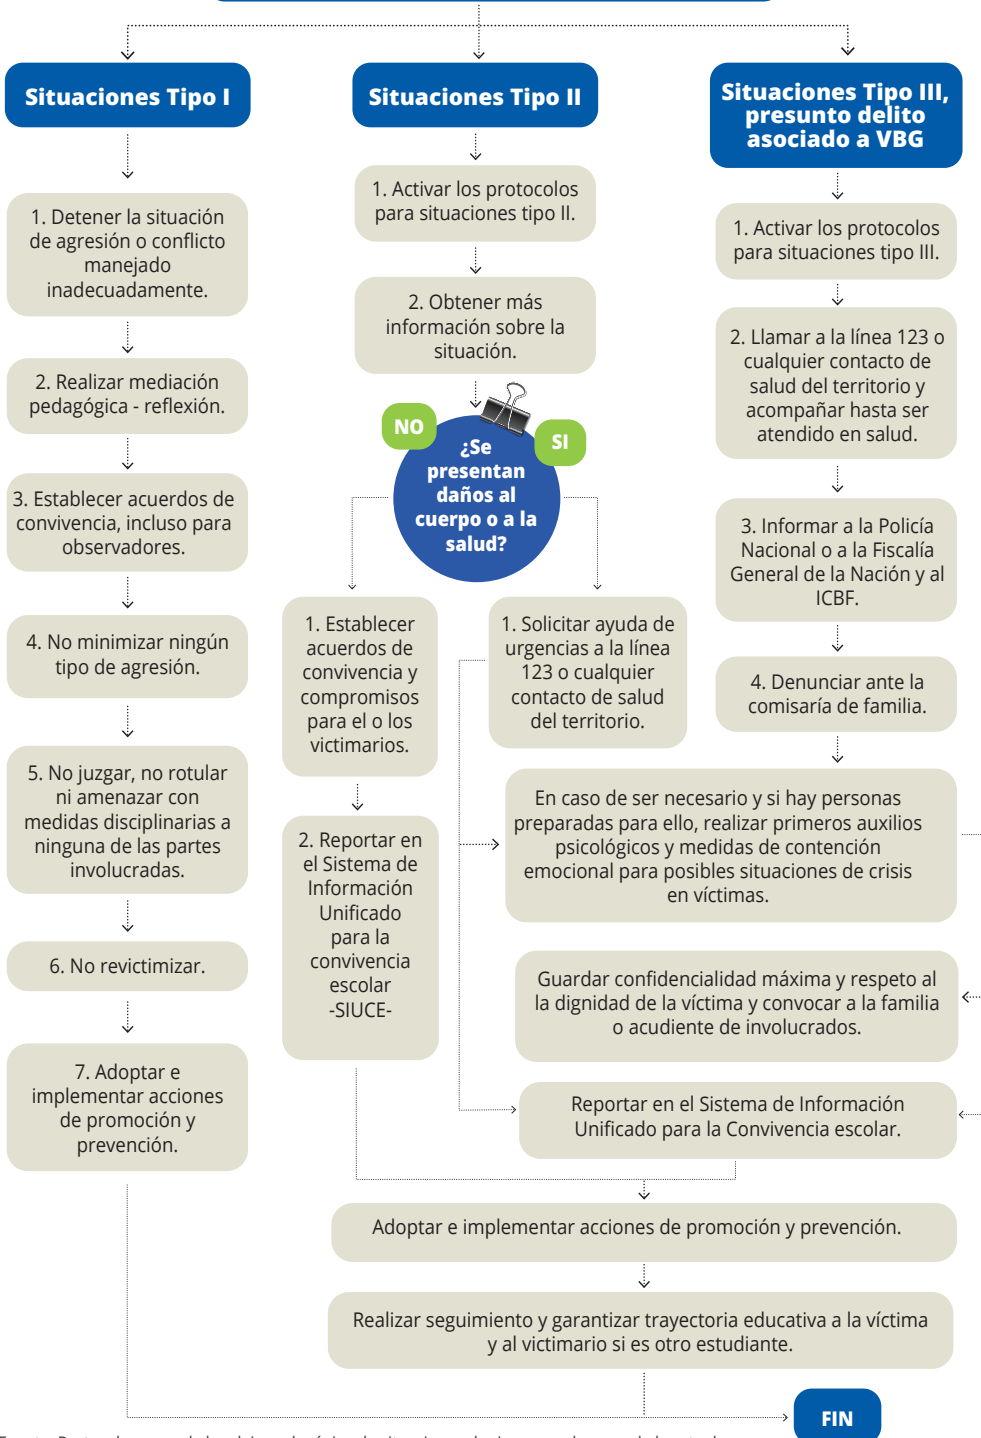 Situaciones Tipo I
1. Detener la situación
de agresión o conflicto
manejado
inadecuadamente.
2. Realizar mediación
pedagógica - reflexión.
3. Establecer acuerdos de
convivencia, incluso para
observadores.
4. No minimizar ningún
tipo de agresión.
5. No juzgar, no rotular
ni amenazar con
medidas disciplinarias a
ninguna de las partes
involucradas.
6. No revictimizar.
7. Adoptar e
implementar acciones
de promoción y
prevención.
Situaciones Tipo II
1. Activar los protocolos
para situaciones tipo II.
2. Obtener más
información sobre la
situación.
¿Se
presentan
daños al
cuerpo o a la
salud?
NO
1. Establecer
acuerdos de
convivencia y
compromisos
para el o los
victimarios.
2. Reportar en
el Sistema de
Información
Unificado
para la
convivencia
escolar
-SIUCE-
SI
1. Solicitar ayuda de
urgencias a la línea
123 o cualquier
contacto de salud
del territorio.
Situaciones Tipo III,
presunto delito
asociado a VBG
1. Activar los protocolos
para situaciones tipo III.
2. Llamar a la línea 123 o
cualquier contacto de
salud del territorio y
acompañar hasta ser
atendido en salud.
3. Informar a la Policía
Nacional o a la Fiscalía
General de la Nación y al
ICBF.
4. Denunciar ante la
comisaría de familia.
En caso de ser necesario y si hay personas
preparadas para ello, realizar primeros auxilios
psicológicos y medidas de contención
emocional para posibles situaciones de crisis
en víctimas.
Guardar confidencialidad máxima y respeto al
la dignidad de la víctima y convocar a la familia
o acudiente de involucrados.
Reportar en el Sistema de Información
Unificado para la Convivencia escolar.
Adoptar e implementar acciones de promoción y prevención.
Realizar seguimiento y garantizar trayectoria educativa a la víctima
y al victimario si es otro estudiante.
FIN